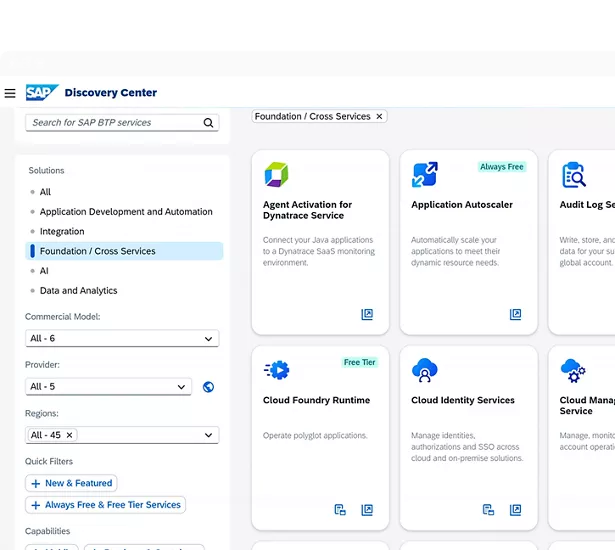 SAP Discovery Center
Search for SAP BTP services
Solutions
All
Application Development and Automation
Integration
Foundation / Cross Services
AI
Data and Analytics
Commercial Model:
All - 6
Provider:
All - 5
Regions:
All - 45
Quick Filters
New & Featured
Always Free & Free Tier Services
Capabilities
Foundation / Cross Services
Agent Activation for
Dynatrace Service
Connect your Java applications
to a Dynatrace SaaS monitoring
environment.
Always Free
Application Autoscaler
Automatically scale your
applications to meet their
dynamic resource needs.
Audit Log Se
Write, store, and
data for your su
global account.
Free Tier
Cloud Foundry Runtime
Operate polyglot applications.
Cloud Identity Services
Manage identities,
authorizations and SSO across
cloud and on-premise solutions.
Cloud Mana
Service
Manage, monito
account operati